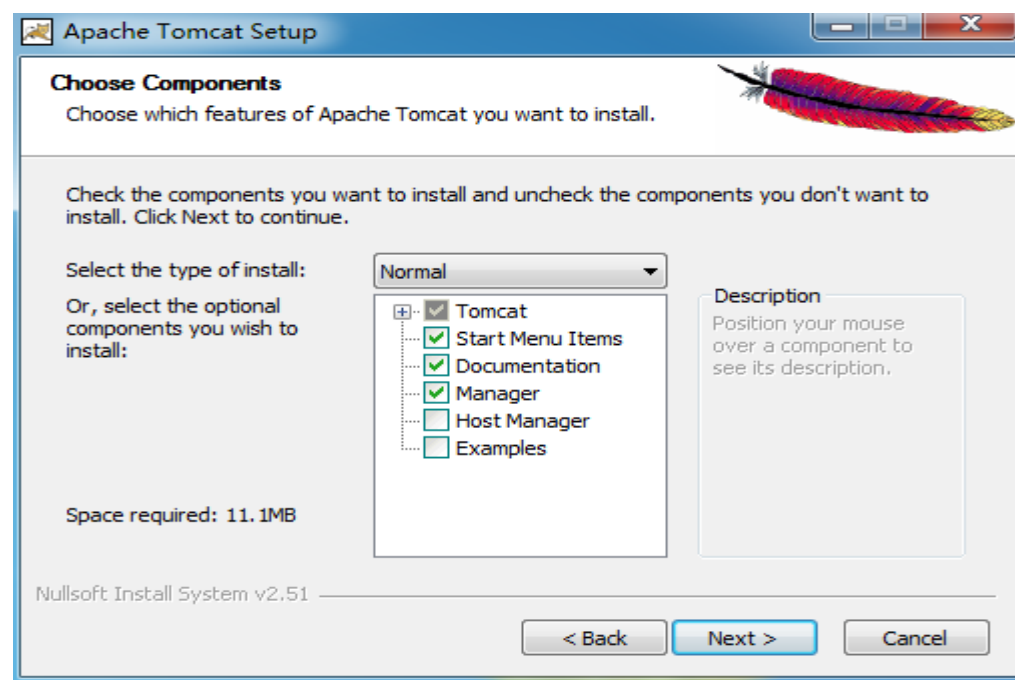 Apache Tomcat Setup
Choose Components
Choose which features of Apache Tomcat you want to install.
Check the components you want to install and uncheck the components you don't want to
install. Click Next to continue.
Select the type of install:
Normal
Or, select the optional
components you wish to
install:
Tomcat
Start Menu Items
Documentation
Manager
Host Manager
Examples
Description
Position your mouse
over a component to
see its description.
Space required: 11.1MB
Nullsoft Install System v2.51
< Back
Next >
Cancel